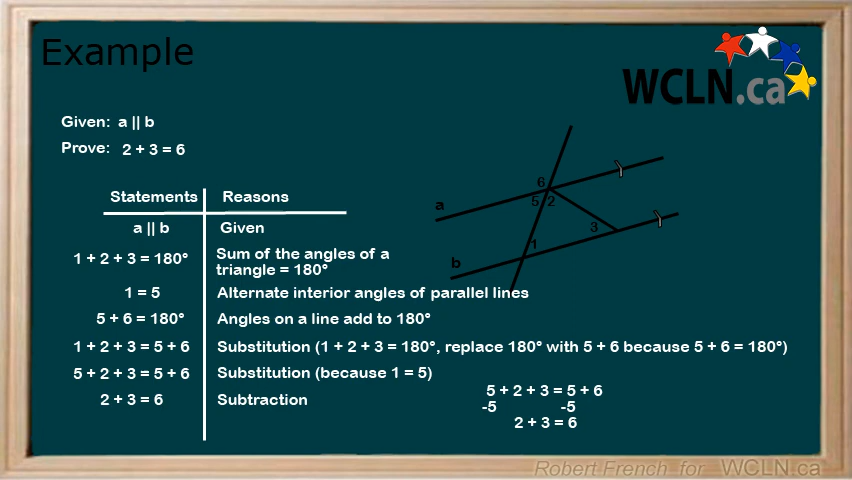 Example
WCLN.ca
Given: a || b
Prove: 2 + 3 = 6
Statements Reasons
a || b Given
1 + 2 + 3 = 180° Sum of the angles of a
triangle = 180°
1 = 5 Alternate interior angles of parallel lines
5 + 6 = 180° Angles on a line add to 180°
1 + 2 + 3 = 5 + 6 Substitution (1 + 2 + 3 = 180°, replace 180° with 5 + 6 because 5 + 6 = 180°)
5 + 2 + 3 = 5 + 6 Substitution (because 1 = 5)
2 + 3 = 6 Subtraction
6
a 5 2
3
1
b
5 + 2 + 3 = 5 + 6
-5 -5
2 + 3 = 6
Robert French for WCLN.ca